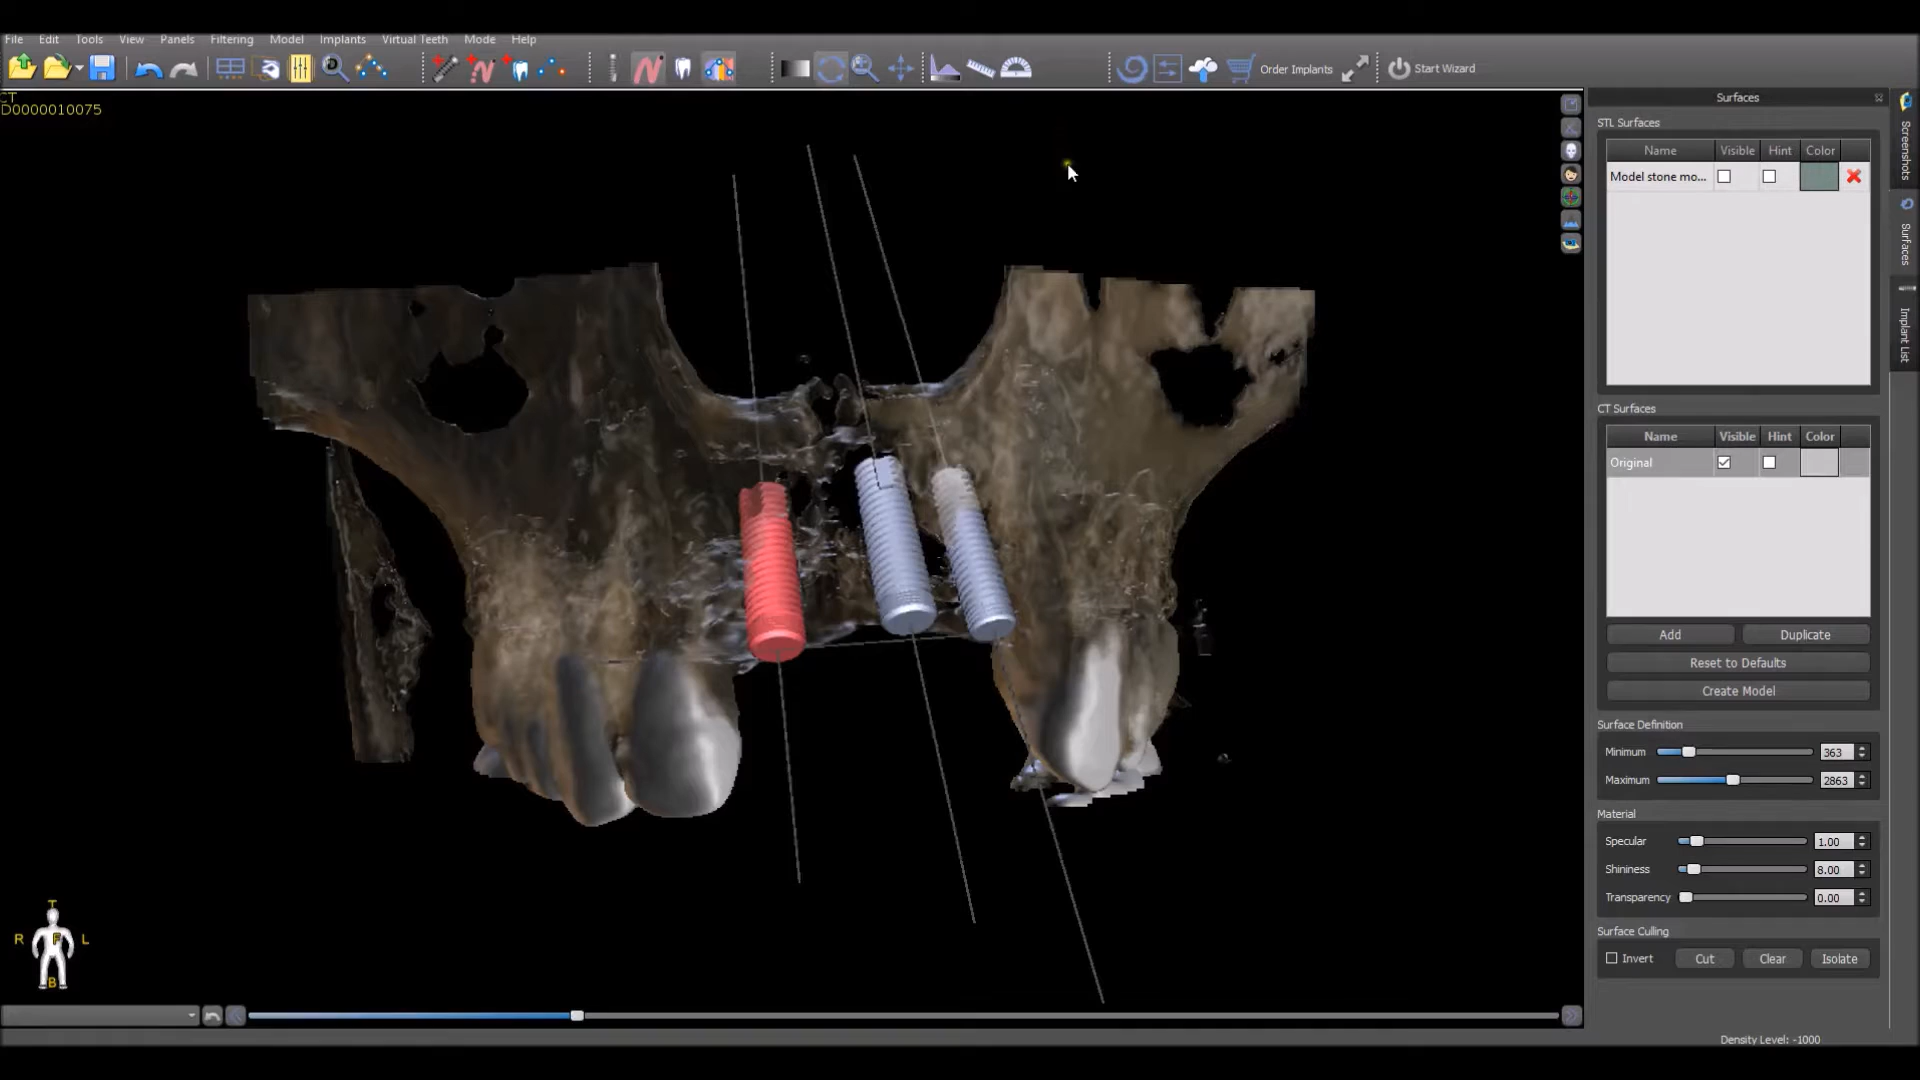 File Edit Tools View Panels Filtering Model Implants Virtual Teeth Mode Help
Order Implants
Start Wizard
CT
D0000010075
Surfaces
STL Surfaces
Name Visible Hint Color
Model stone mo...
CT Surfaces
Name Visible Hint Color
Original
Add Duplicate
Reset to Defaults
Create Model
Surface Definition
Minimum 363
Maximum 2863
Material
Specular 1.00
Shininess 8.00
Transparency 0.00
Surface Culling
Invert Cut Clear Isolate
Density Level: -1000
Screenshots
Surfaces
Implant List
T
R F L
B